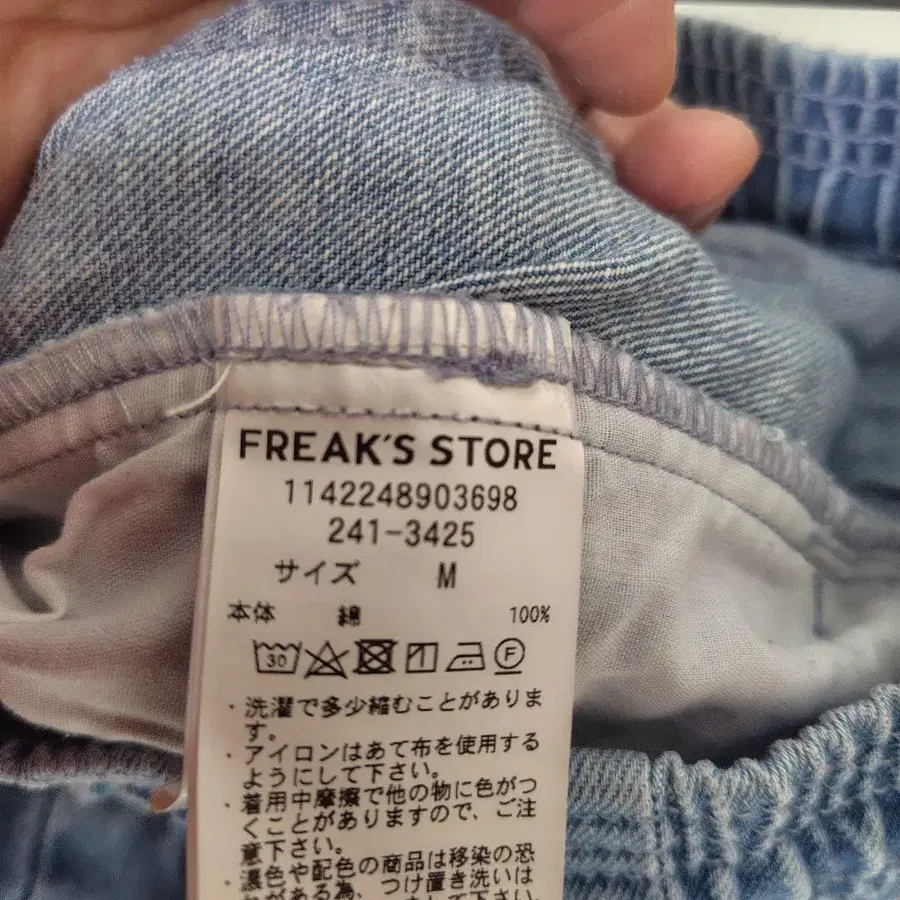 FREAK'S STORE
1142248903698
241-3425
サイズ M
本体 綿 100%
30 F
・洗濯で多少縮むことがありま
す。
・アイロンはあて布を使用する
ようにして下さい。
・着用中摩擦で他の物に色がつ
くことがありますので、ご注
意下さい。
・濃色や配色の商品は移染の恐
れがある為、つけ置き洗いは